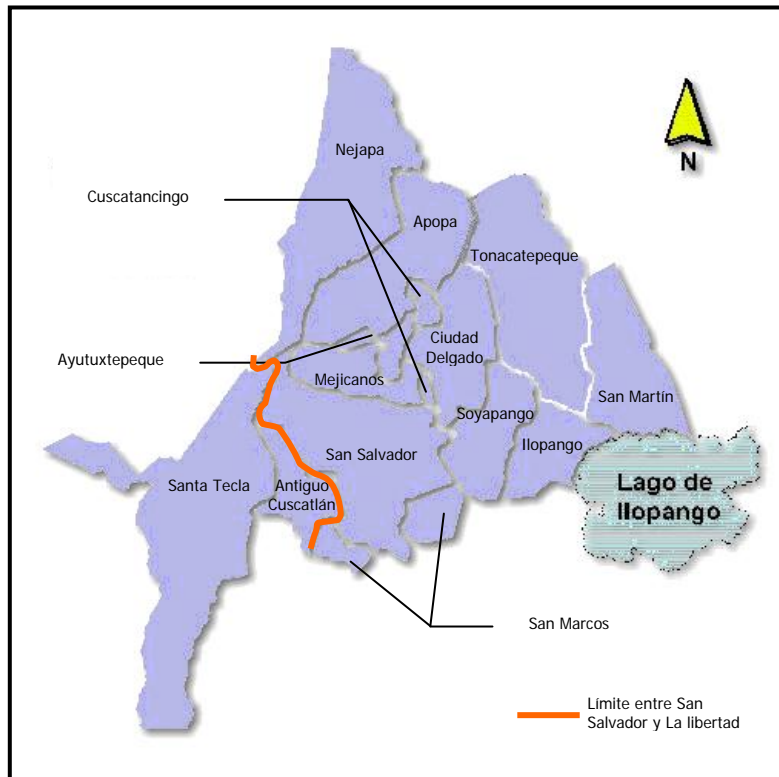 Nejapa
N
Cuscatancingo
Apopa
Tonacatepeque
Ciudad
Delgado
Ayutuxtepeque
Mejicanos
San Martín
Soyapango
San Salvador
Ilopango
Santa Tecla
Antiguo
Cuscatlán
Lago de
Ilopango
San Marcos
Límite entre San
Salvador y La libertad